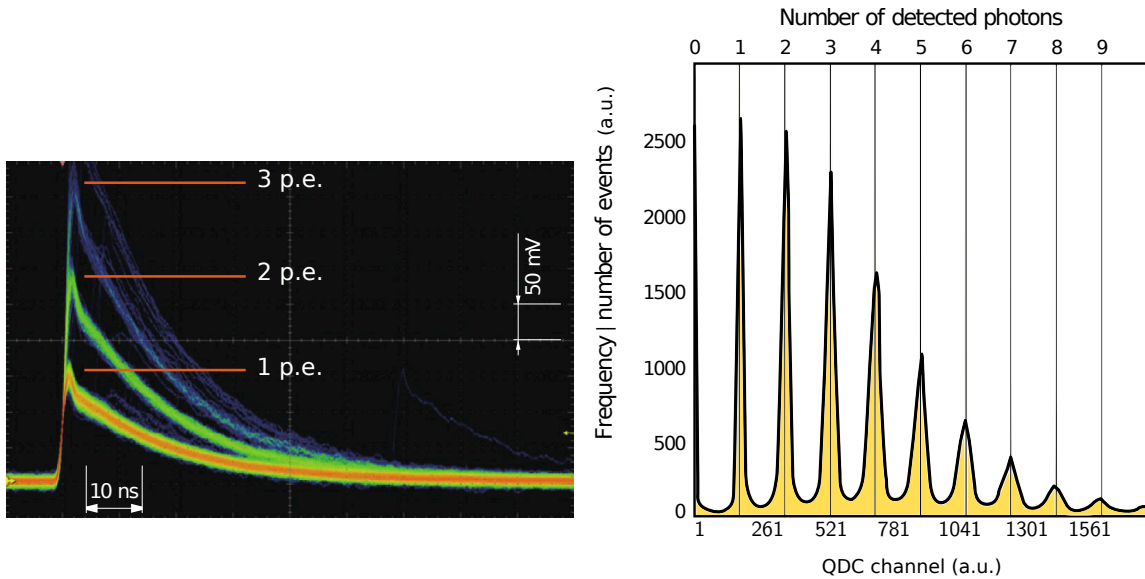 3 p.e.
2 p.e.
1 p.e.
50 mV
10 ns
Number of detected photons
0 1 2 3 4 5 6 7 8 9
Frequency | number of events (a.u.)
2500
2000
1500
1000
500
0
1 261 521 781 1041 1301 1561
QDC channel (a.u.)